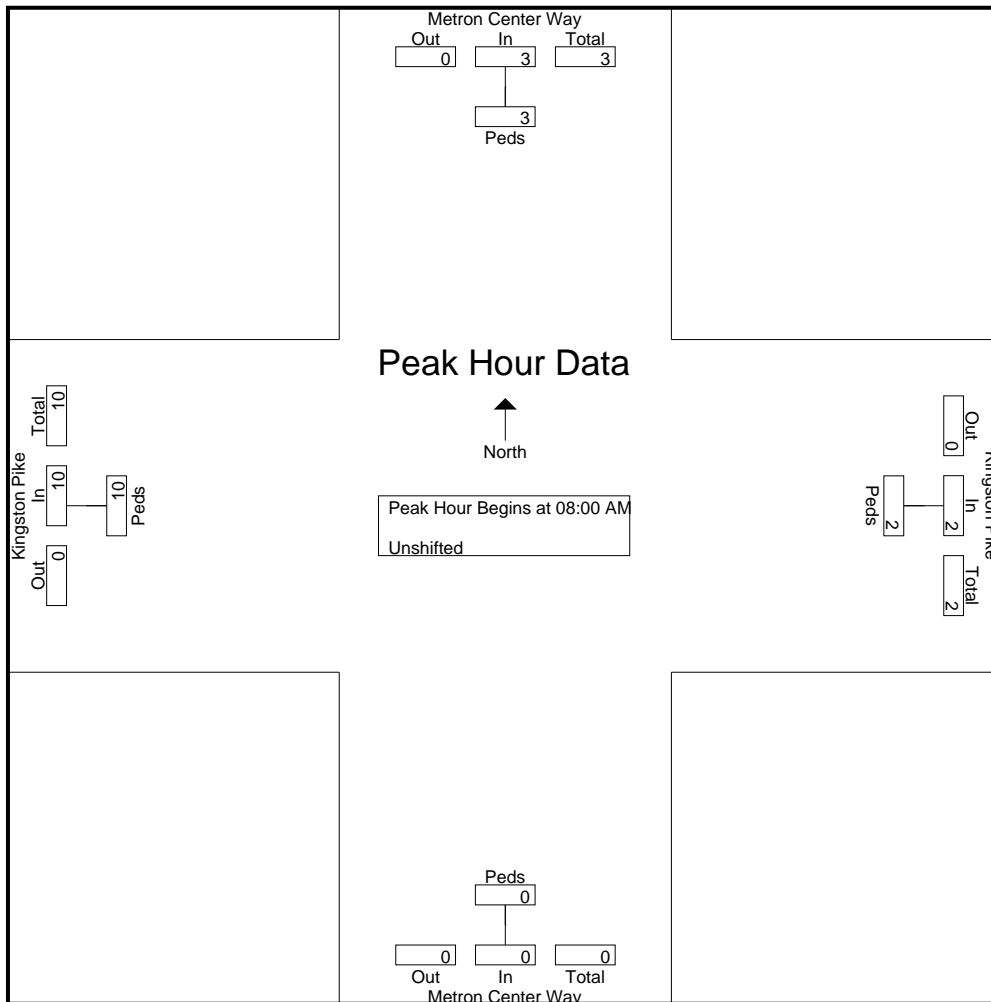 Metron Center Way
Out In Total
0 3 3
3
Peds
Peak Hour Data
North
Peak Hour Begins at 08:00 AM
Unshifted
Kingston Pike
Out In Total
0 10 10
10
Peds
Kingston Pike
Out In Total
0 2 2
2
Peds
Peds
0
0 0 0
Out In Total
Metron Center Way